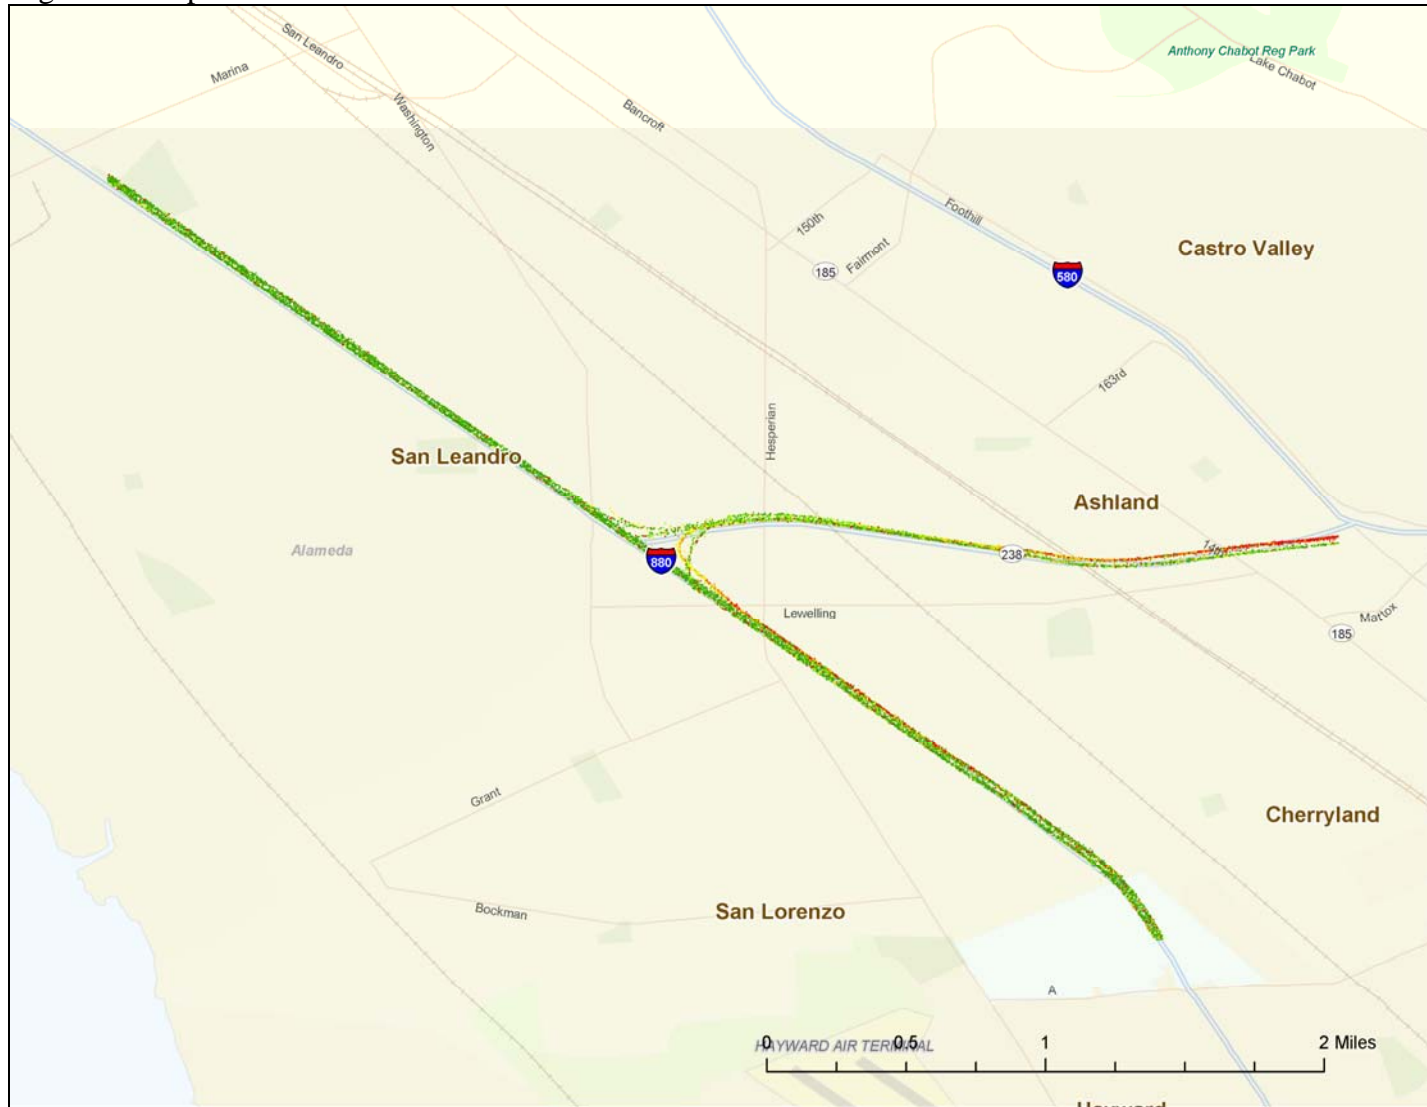 San Leandro
Anthony Chabot Reg Park
Lake Chabot
Marina
Washington
Bancroft
Foothill
150th
Fairmont
185
580
Castro Valley
163rd
Hesperian
San Leandro
Ashland
Alameda
880
238
14th
Lewelling
Mattox
185
Grant
Cherryland
Bockman
San Lorenzo
A
0 0.5 1 2 Miles
HAYWARD AIR TERMINAL
Hayward